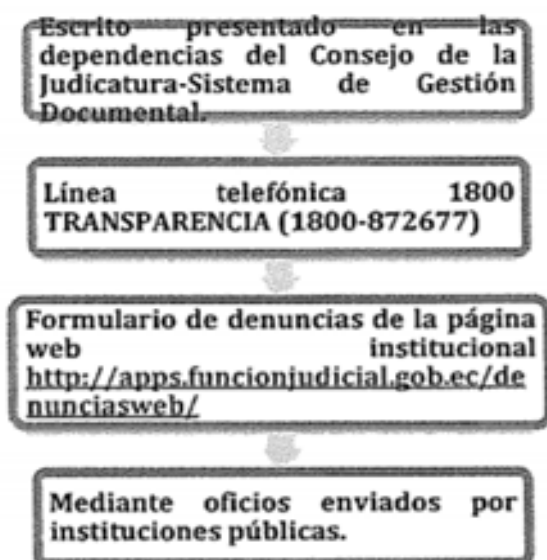 Escrito presentado en las
dependencias del Consejo de la
Judicatura-Sistema de Gestión
Documental.
Línea telefónica 1800
TRANSPARENCIA (1800-872677)
Formulario de denuncias de la página
web institucional
http://apps.funcionjudicial.gob.ec/de
nunciasweb/
Mediante oficios enviados por
instituciones públicas.